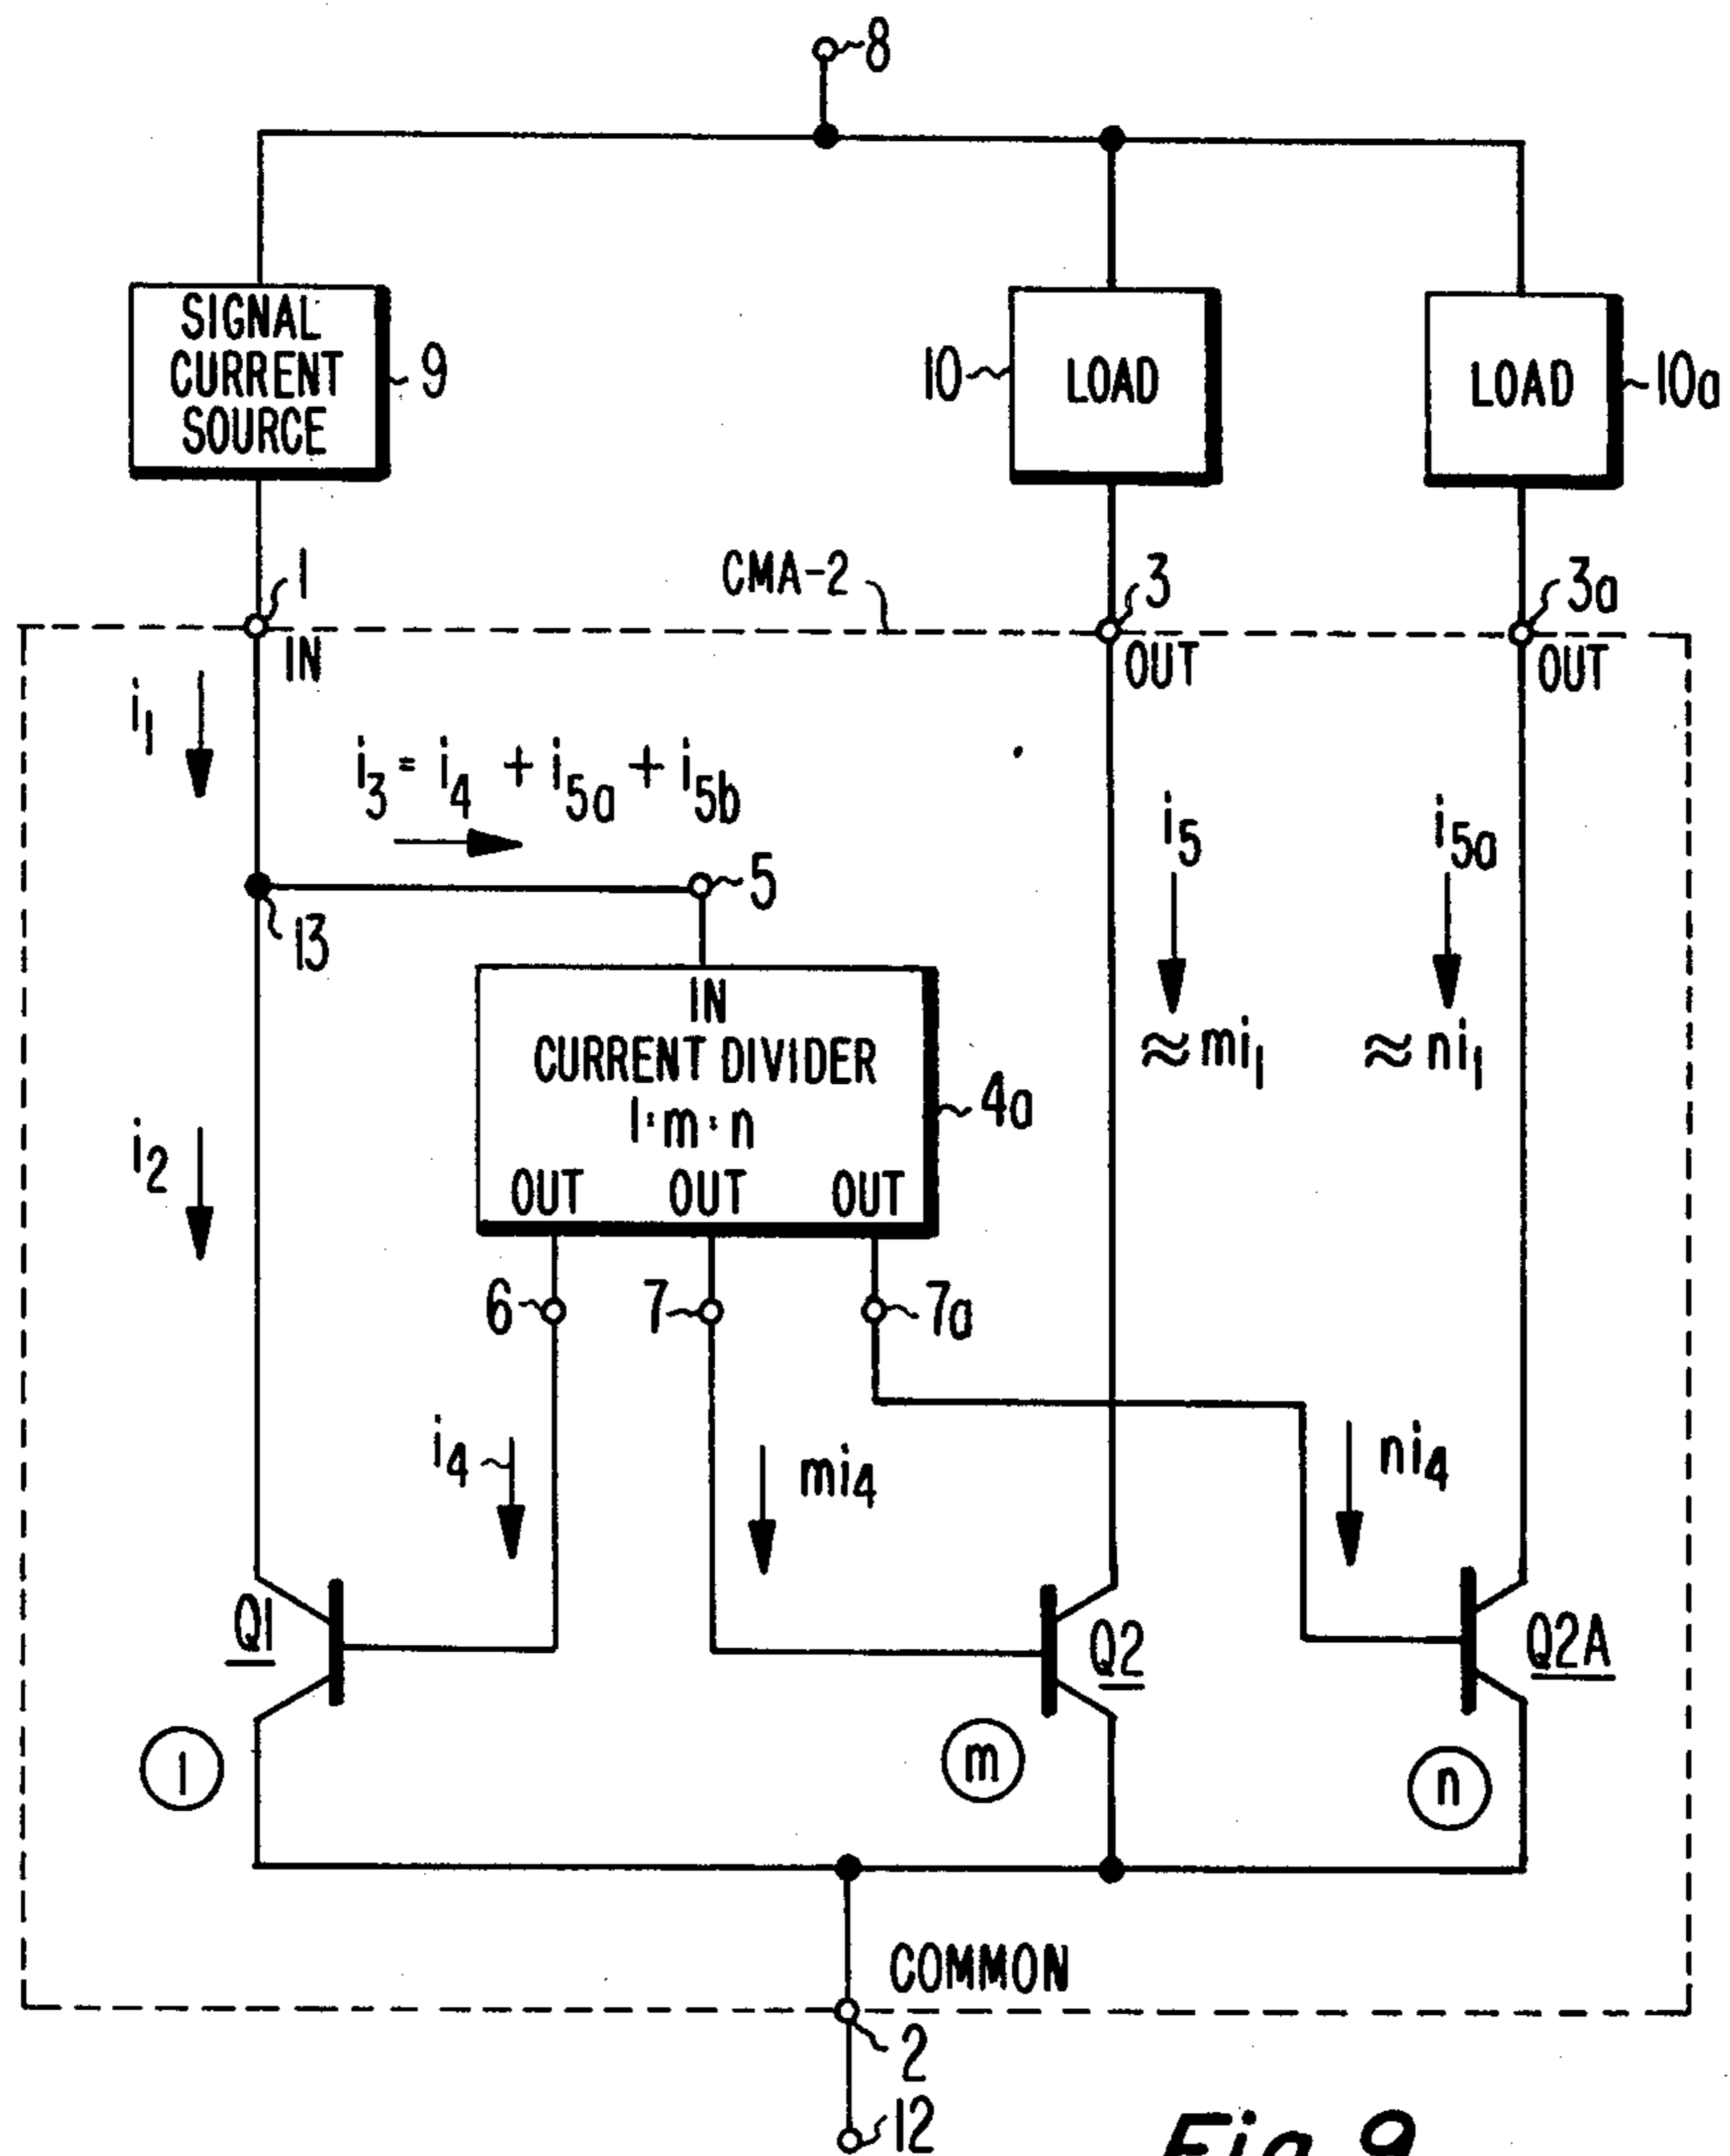 8
SIGNAL
CURRENT
SOURCE
9
10
LOAD
LOAD
10a
CMA-2
1
3
3a
IN
OUT
OUT
i1
i3 = i4 + i5a + i5b
i5
i5a
5
13
IN
CURRENT DIVIDER
1:m:n
OUT OUT OUT
4a
≈ mi1
≈ ni1
i2
6
7
7a
i4
mi4
ni4
Q1
Q2
Q2A
1
m
n
COMMON
2
12
Fig. 9